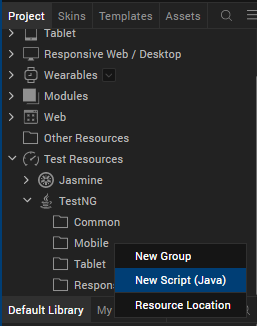 Project Skins Templates Assets
Tablet
Responsive Web / Desktop
Wearables
Modules
Web
Other Resources
Test Resources
Jasmine
TestNG
Common
Mobile
Tablet
New Group
New Script (Java)
Resource Location
Default Library My